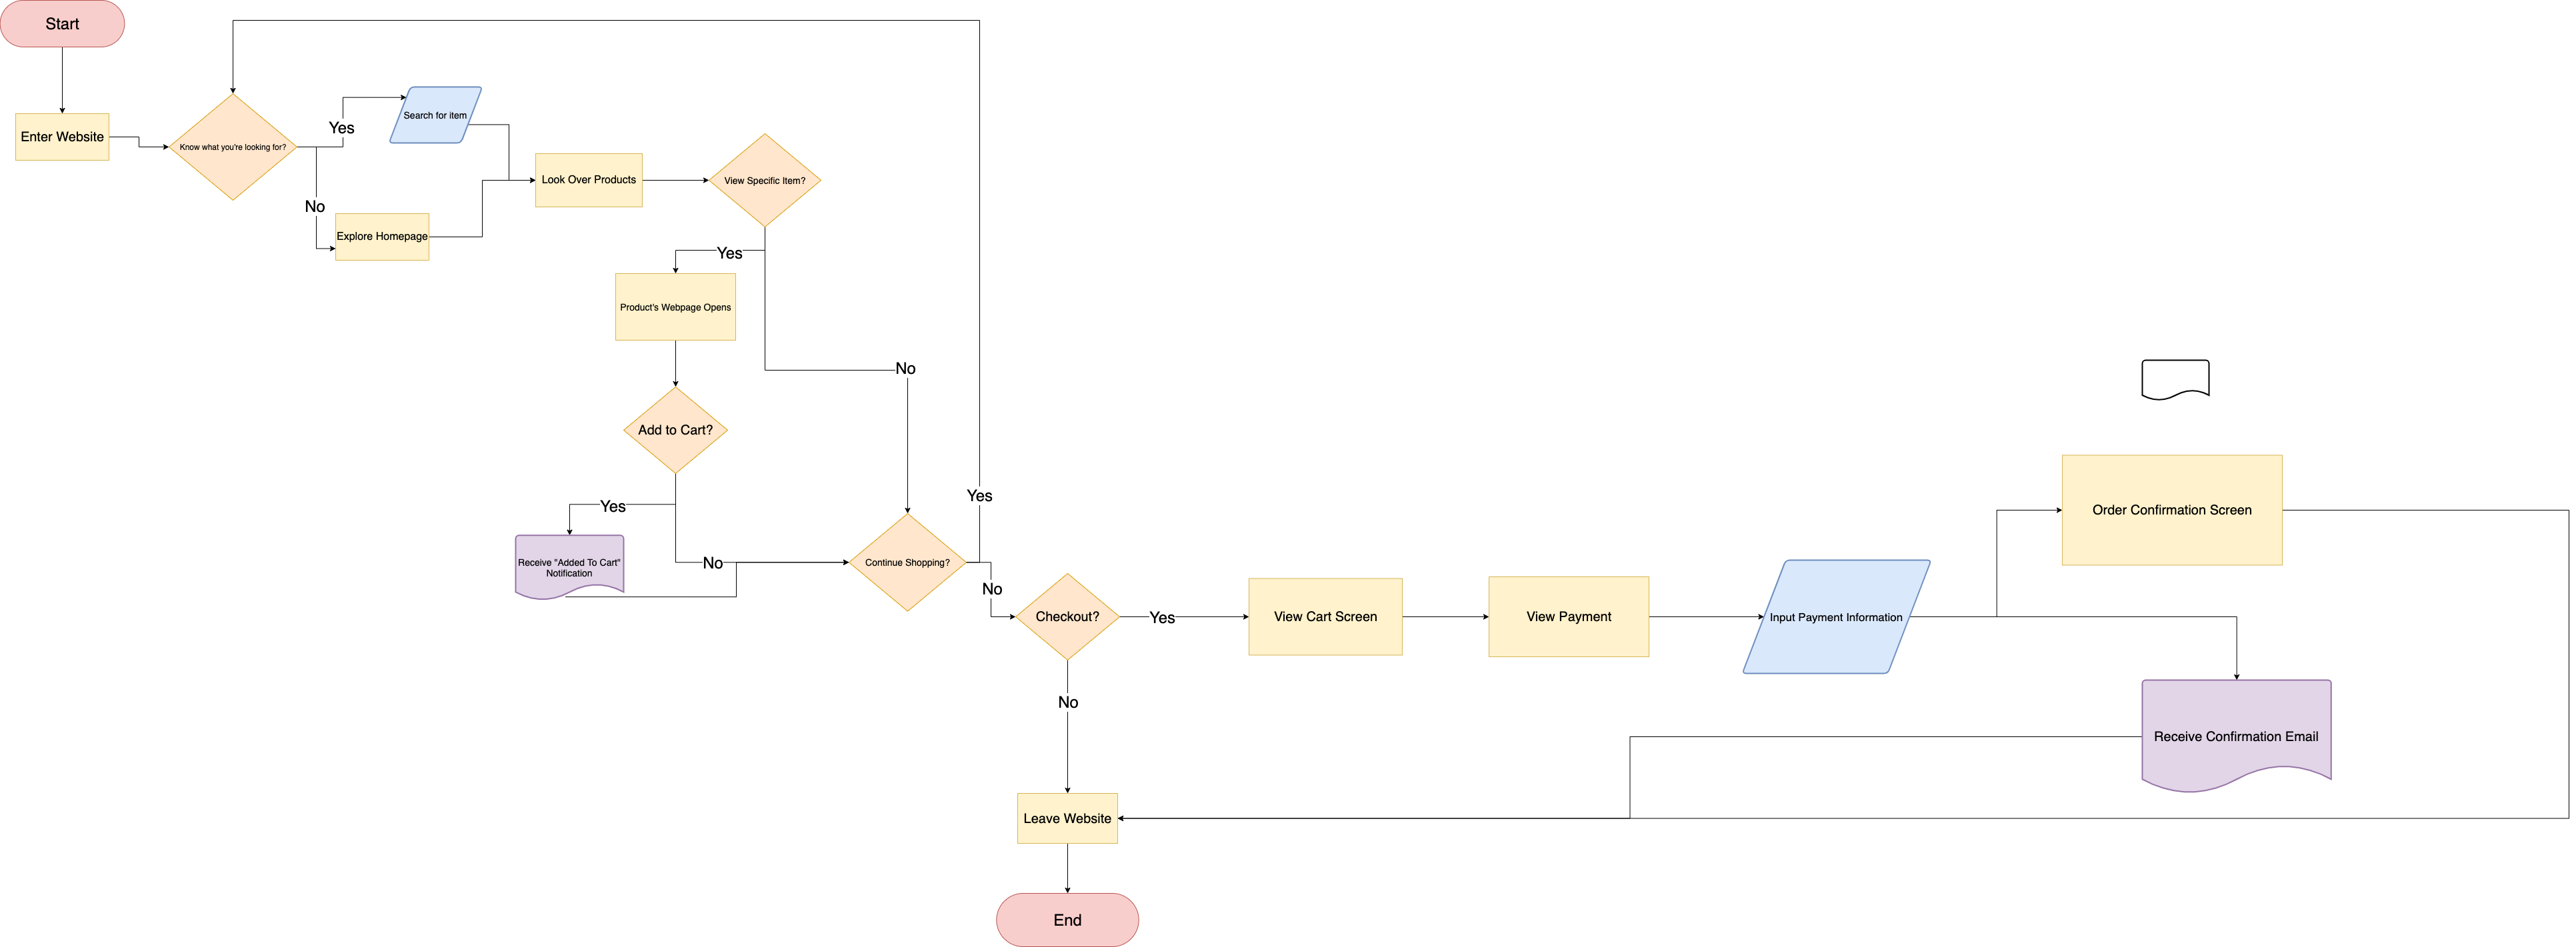 Start
Enter Website
Know what you're looking for?
Yes
No
Search for item
Explore Homepage
Look Over Products
View Specific Item?
Yes
No
Product's Webpage Opens
Add to Cart?
Yes
No
Receive "Added To Cart"
Notification
Continue Shopping?
Yes
No
Checkout?
Yes
No
View Cart Screen
View Payment
Input Payment Information
Order Confirmation Screen
Receive Confirmation Email
Leave Website
End